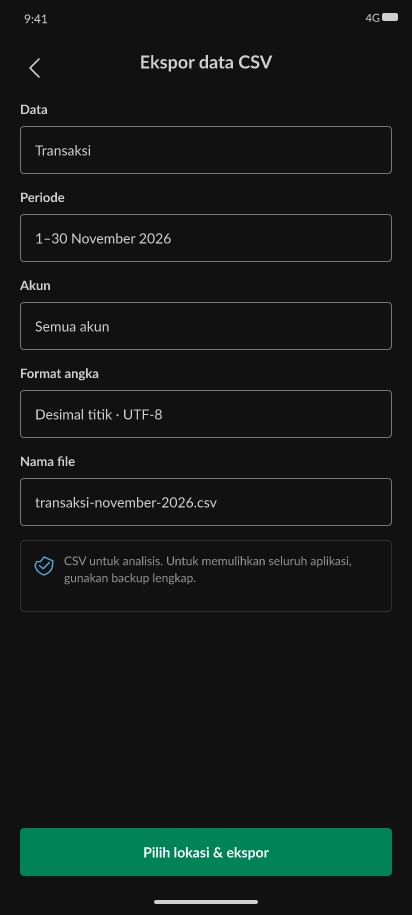 9:41
4G
Ekspor data CSV
Data
Transaksi
Periode
1–30 November 2026
Akun
Semua akun
Format angka
Desimal titik · UTF-8
Nama file
transaksi-november-2026.csv
CSV untuk analisis. Untuk memulihkan seluruh aplikasi,
gunakan backup lengkap.
Pilih lokasi & ekspor